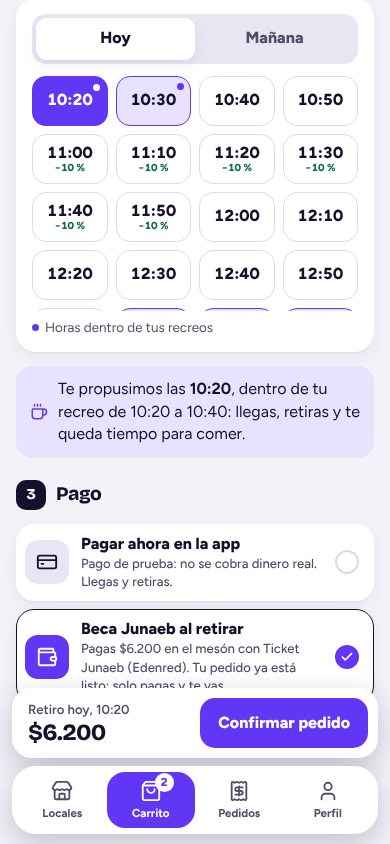 Hoy
Mañana
10:20
10:30
10:40
10:50
11:00
-10 %
11:10
-10 %
11:20
-10 %
11:30
-10 %
11:40
-10 %
11:50
-10 %
12:00
12:10
12:20
12:30
12:40
12:50
Horas dentro de tus recreos
Te propusimos las 10:20, dentro de tu
recreo de 10:20 a 10:40: llegas, retiras y te
queda tiempo para comer.
3 Pago
Pagar ahora en la app
Pago de prueba: no se cobra dinero real.
Llegas y retiras.
Beca Junaeb al retirar
Pagas $6.200 en el mesón con Ticket
Junaeb (Edenred). Tu pedido ya está
listo: solo pagas y te vas.
Retiro hoy, 10:20
$6.200
Confirmar pedido
2
Locales
Carrito
Pedidos
Perfil